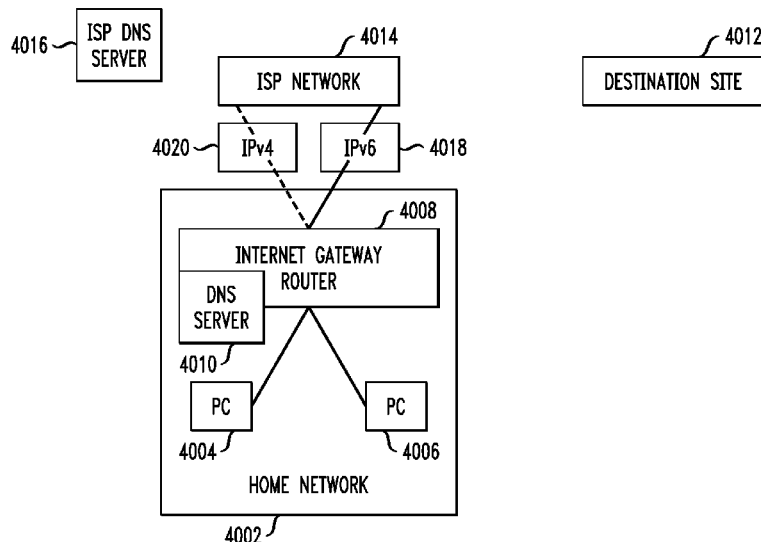 4016
ISP DNS
SERVER
4014
ISP NETWORK
4012
DESTINATION SITE
4020
IPv4
IPv6
4018
4008
INTERNET GATEWAY
ROUTER
DNS
SERVER
4010
PC
4004
PC
4006
HOME NETWORK
4002